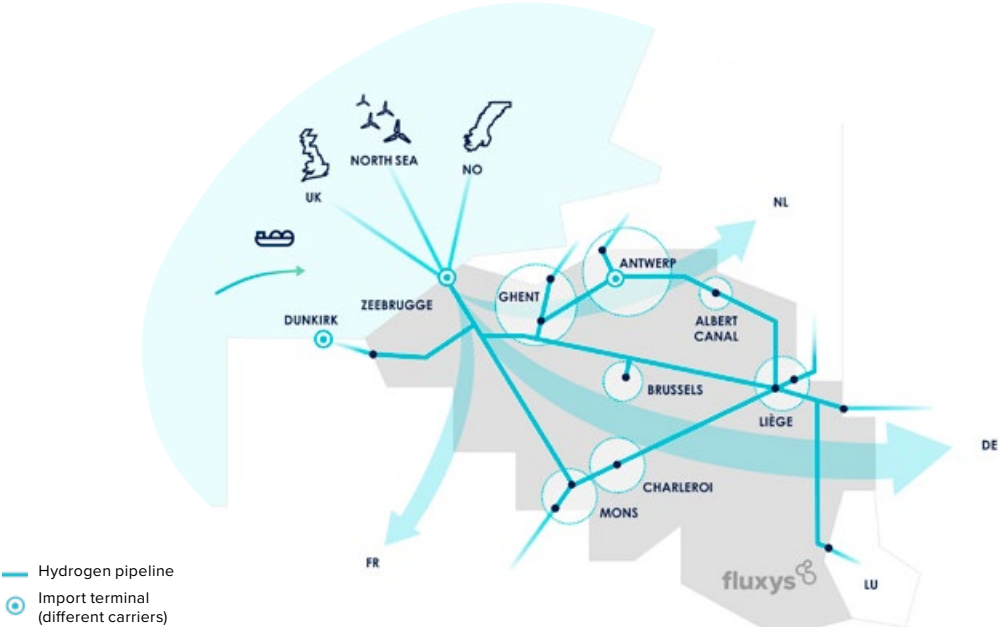 NORTH SEA
NO
UK
NL
ANTWERP
GHENT
ZEEBRUGGE
DUNKIRK
ALBERT
CANAL
BRUSSELS
LIÈGE
DE
CHARLEROI
MONS
FR
Hydrogen pipeline
Import terminal
(different carriers)
fluxys
LU